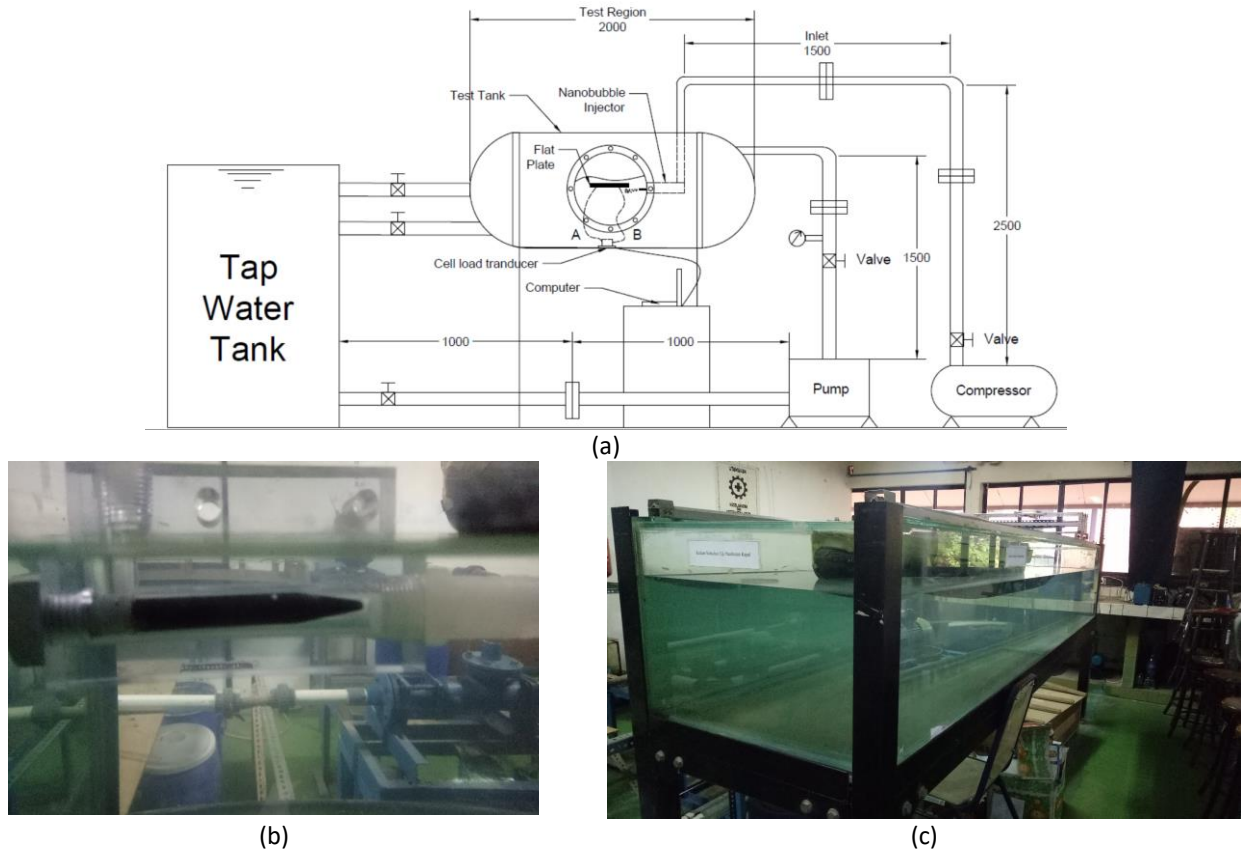 Test Region
2000
Inlet
1500
Nanobubble
Injector
Test Tank
Flat
Plate
A
B
Cell load tranducer
Computer
Tap
Water
Tank
1000
1000
Valve
1500
2500
Valve
Pump
Compressor
(a)
(b)
(c)